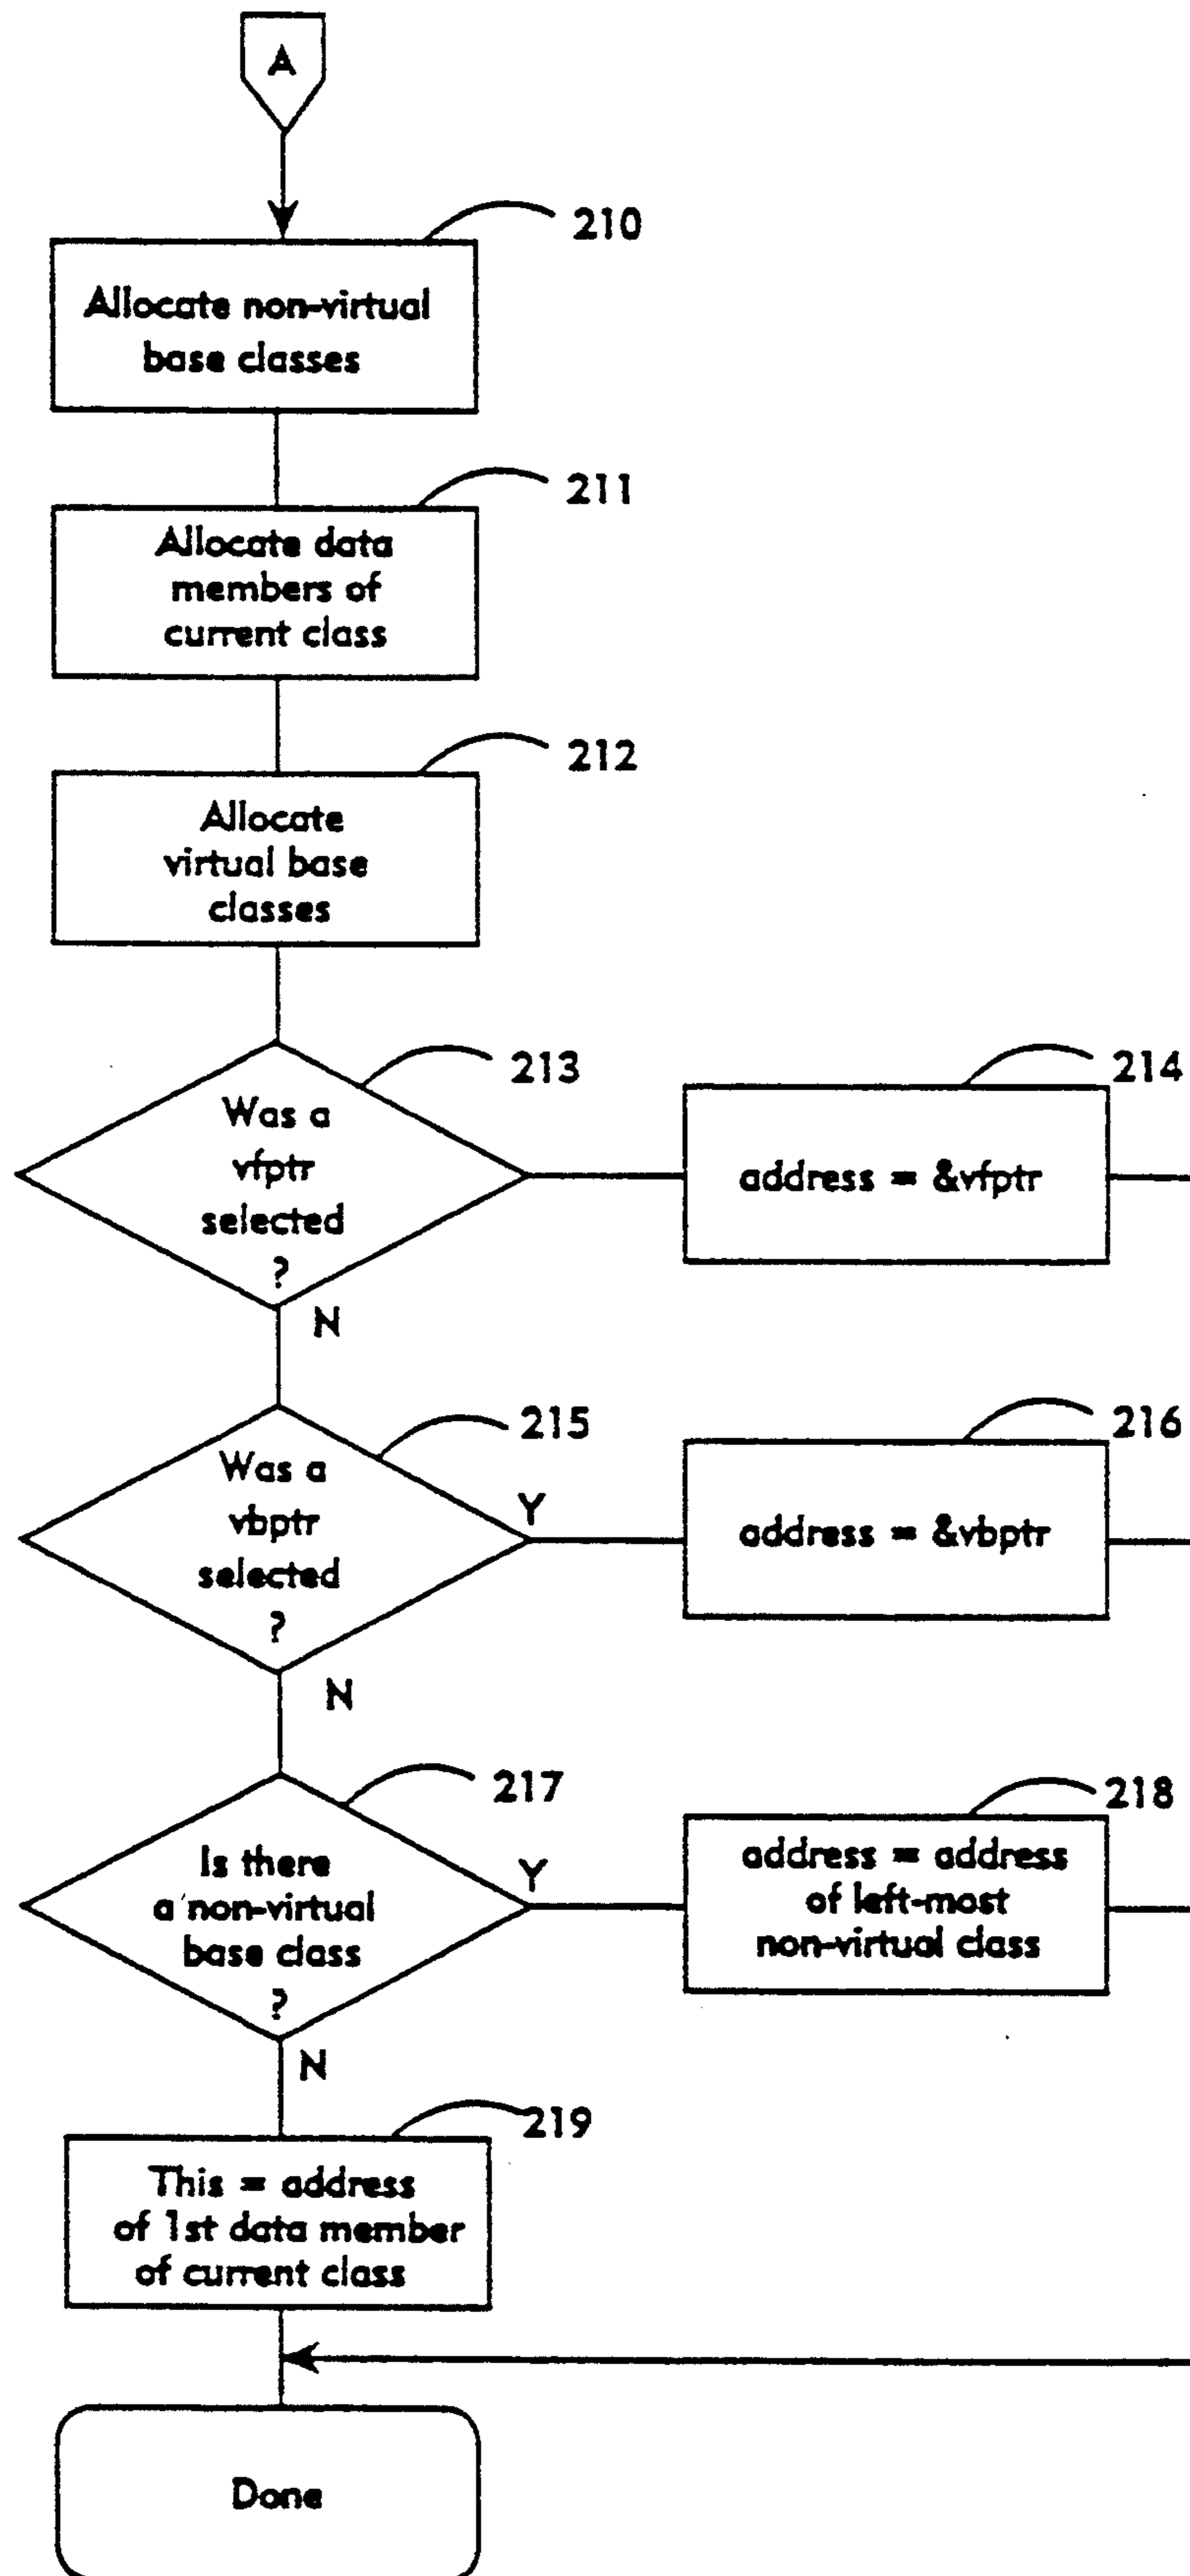 A
210
Allocate non-virtual
base classes
211
Allocate data
members of
current class
212
Allocate
virtual base
classes
213
Was a
vfptr
selected
?
N
214
address = &vfptr
215
Was a
vbptr
selected
?
Y
N
216
address = &vbptr
217
Is there
a non-virtual
base class
?
Y
N
218
address = address
of left-most
non-virtual class
219
This = address
of 1st data member
of current class
Done